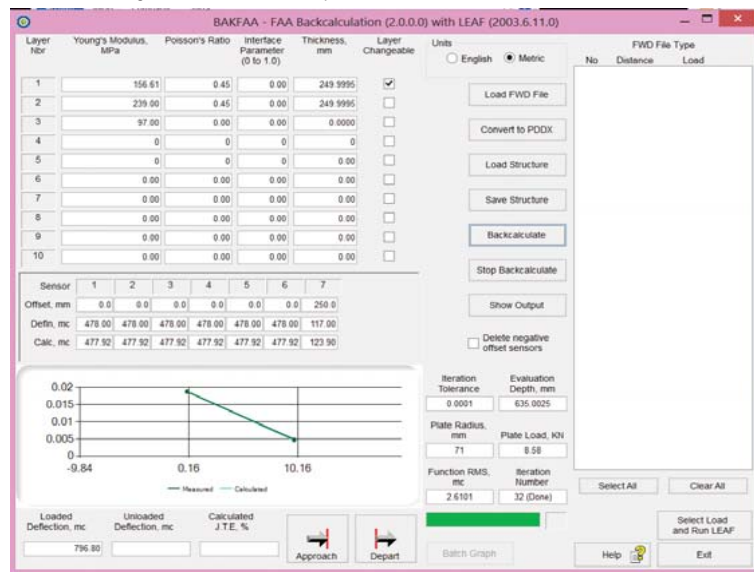 BAKFAA - FAA Backcalculation (2.0.0.0) with LEAF (2003.6.11.0)
Layer Nbr Young's Modulus, MPa Poisson's Ratio Interface Parameter (0 to 1.0) Thickness, mm Layer Changeable
1 156.61 0.45 0.00 249.9995
2 239.00 0.45 0.00 249.9995
3 97.00 0.00 0.00 0.0000
4 0 0 0 0
5 0 0 0 0.00
6 0.00 0.00 0.00 0.00
7 0.00 0.00 0.00 0.00
8 0.00 0.00 0.00 0.00
9 0.00 0.00 0.00 0.00
10 0.00 0.00 0.00 0.00
Sensor 1 2 3 4 5 6 7
Offset, mm 0.0 0.0 0.0 0.0 0.0 0.0 250.0
Defln, mc 478.00 478.00 478.00 478.00 478.00 478.00 117.00
Calc, mc 477.92 477.92 477.92 477.92 477.92 477.92 123.90
0.02
0.015
0.01
0.005
0
-9.84 0.16 10.16
Measured Calculated
Loaded Deflection, mc Unloaded Deflection, mc Calculated J.T.E, %
796.80
Approach Depart
Units
English Metric
Load FWD File
Convert to PDDX
Load Structure
Save Structure
Backcalculate
Stop Backcalculate
Show Output
Delete negative
offset sensors
Iteration Tolerance Evaluation Depth, mm
0.0001 635.0025
Plate Radius, mm Plate Load, KN
71 8.58
Function RMS, mc Iteration Number
2.6101 32 (Done)
Batch Graph
FWD File Type
No Distance Load
Select All Clear All
Select Load
and Run LEAF
Help Exit